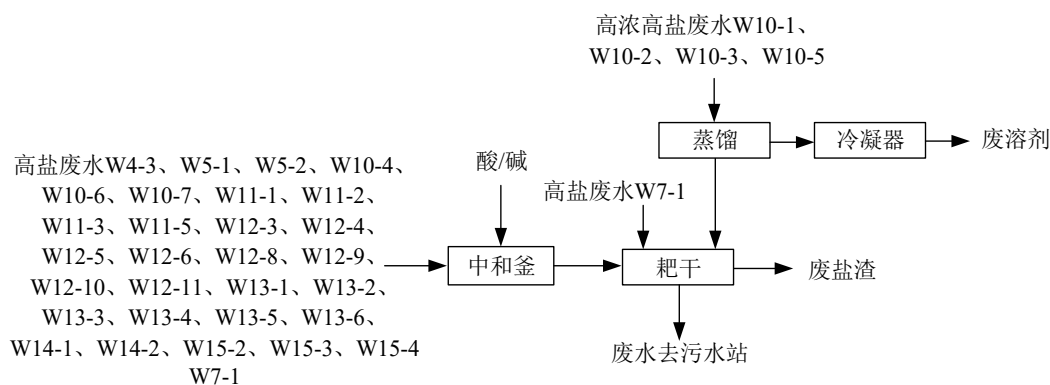 高浓高盐废水W10-1、
W10-2、W10-3、W10-5
蒸馏
冷凝器
废溶剂
高盐废水W4-3、W5-1、W5-2、W10-4、
W10-6、W10-7、W11-1、W11-2、
W11-3、W11-5、W12-3、W12-4、
W12-5、W12-6、W12-8、W12-9、
W12-10、W12-11、W13-1、W13-2、
W13-3、W13-4、W13-5、W13-6、
W14-1、W14-2、W15-2、W15-3、W15-4
W7-1
酸/碱
高盐废水W7-1
中和釜
耙干
废盐渣
废水去污水站